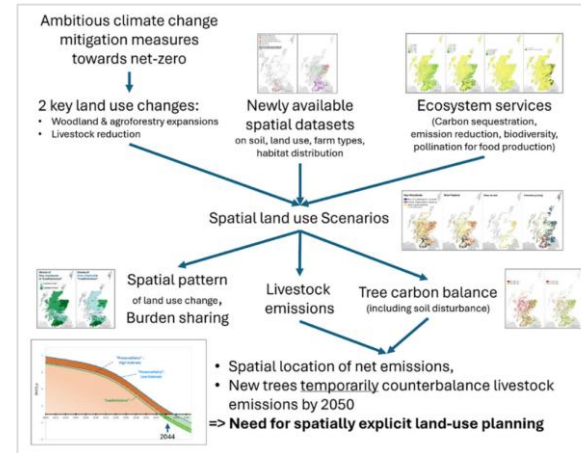 Ambitious climate change
mitigation measures
towards net-zero
2 key land use changes:
• Woodland & agroforestry expansions
• Livestock reduction
Newly available
spatial datasets
on soil, land use, farm types,
habitat distribution
Ecosystem services
(Carbon sequestration,
emission reduction, biodiversity,
pollination for food production)
Spatial land use Scenarios
Spatial pattern
of land use change,
Burden sharing
Livestock
emissions
Tree carbon balance
(including soil disturbance)
• Spatial location of net emissions,
• New trees temporarily counterbalance livestock
emissions by 2050
=> Need for spatially explicit land-use planning
2044